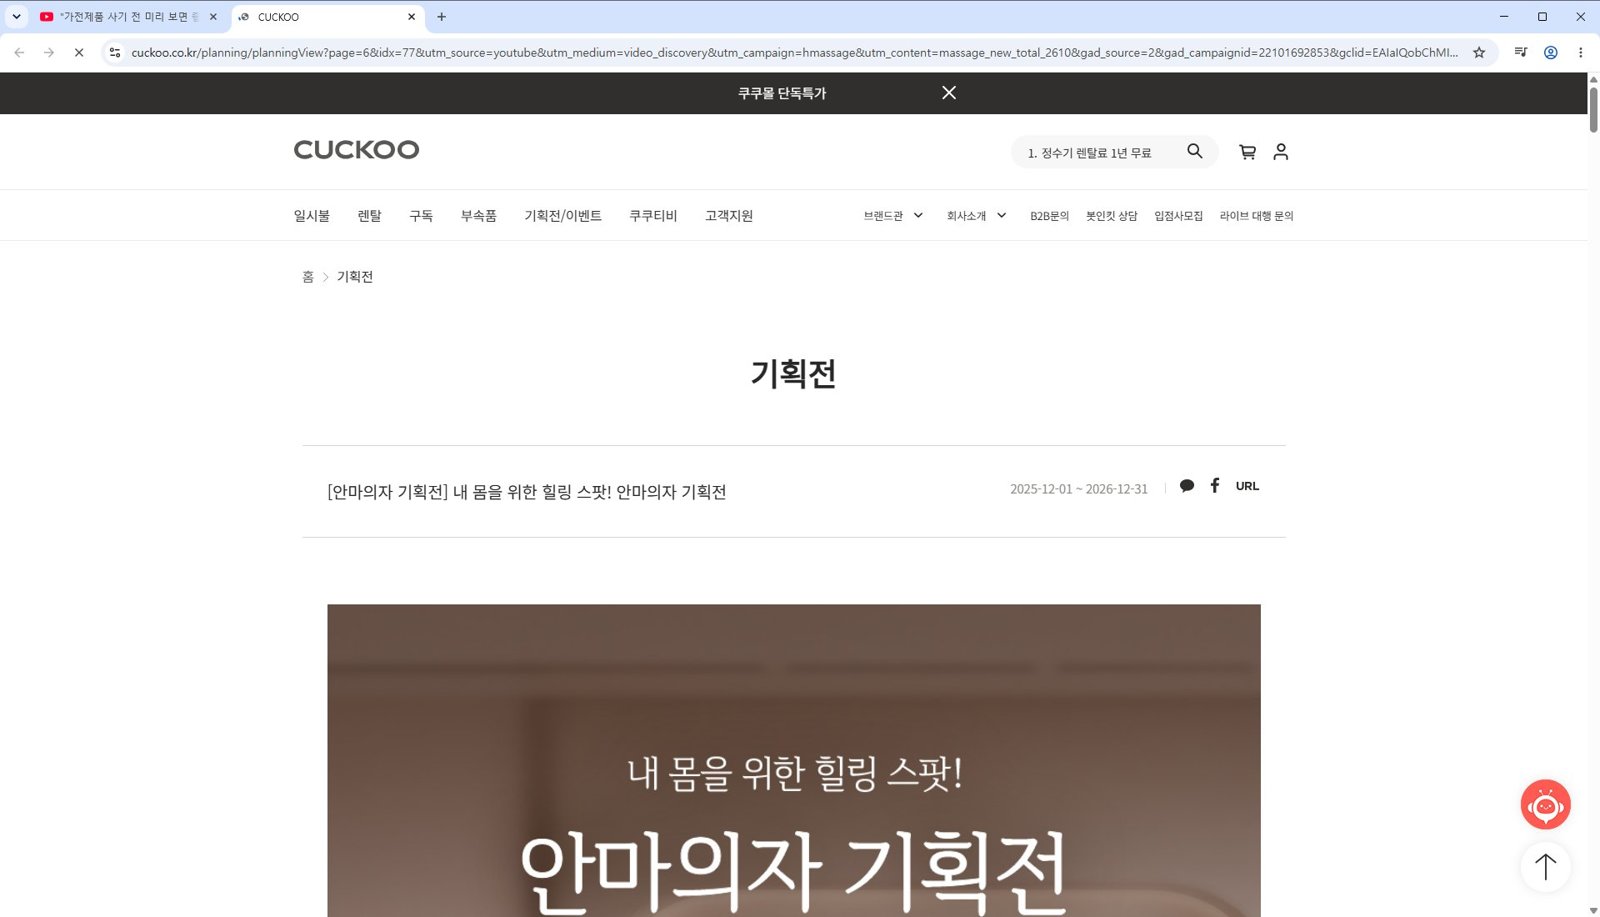 "가전제품 사기 전 미리 보면
CUCKOO
cuckoo.co.kr/planning/planningView?page=6&idx=77&utm_source=youtube&utm_medium=video_discovery&utm_campaign=hmassage&utm_content=massage_new_total_2610&gad_source=2&gad_campaignid=22101692853&gclid=EAIaIQobChMI...
쿠쿠몰 단독특가
CUCKOO
1. 정수기 렌탈료 1년 무료
일시불 렌탈 구독 부속품 기획전/이벤트 쿠쿠티비 고객지원 브랜드관 회사소개 B2B문의 봇인킷 상담 입점사모집 라이브 대행 문의
홈 기획전
기획전
[안마의자 기획전] 내 몸을 위한 힐링 스팟! 안마의자 기획전 2025-12-01 ~ 2026-12-31 URL
내 몸을 위한 힐링 스팟!
안마의자 기획전